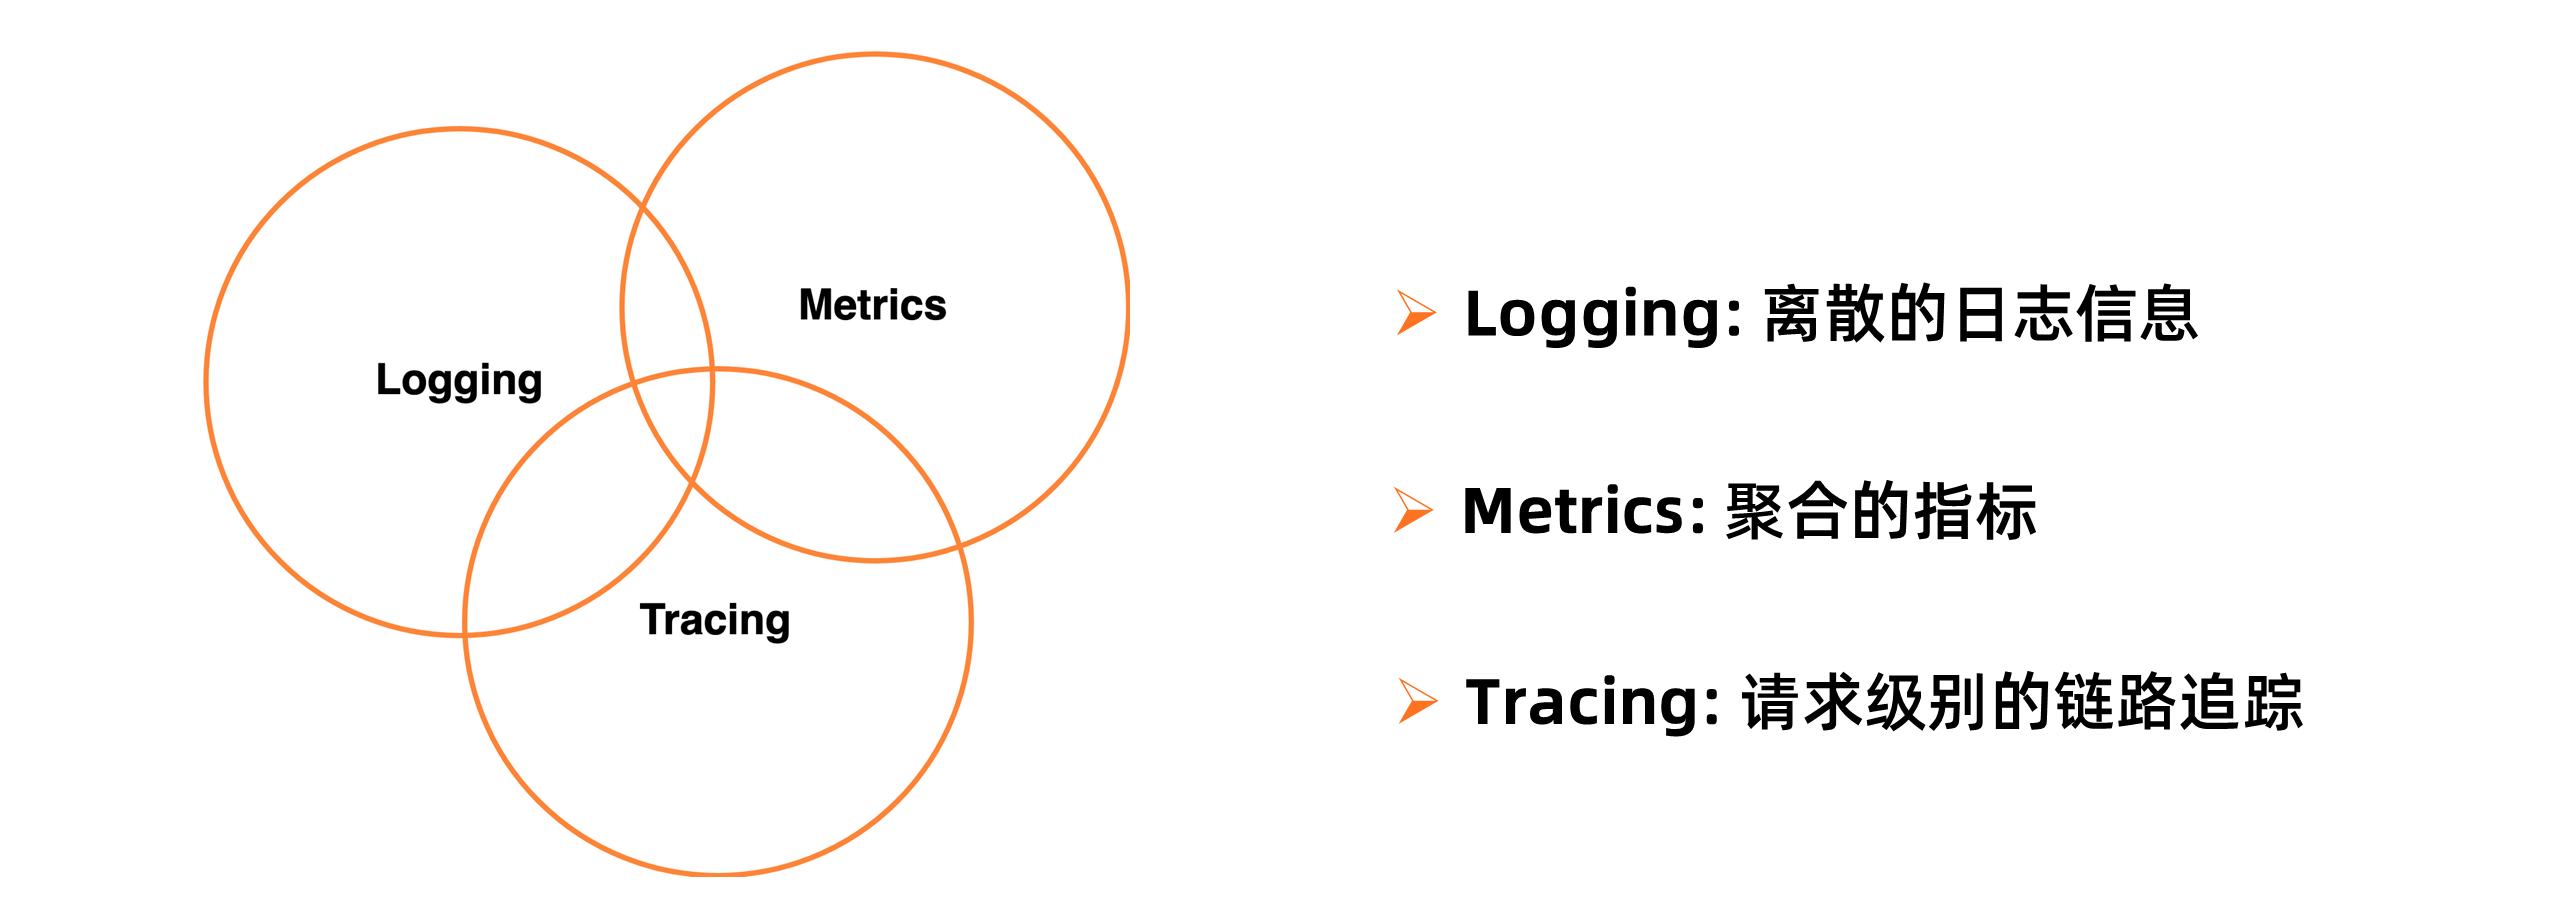 Metrics
Logging
Tracing
Logging: 离散的日志信息
Metrics: 聚合的指标
Tracing: 请求级别的链路追踪